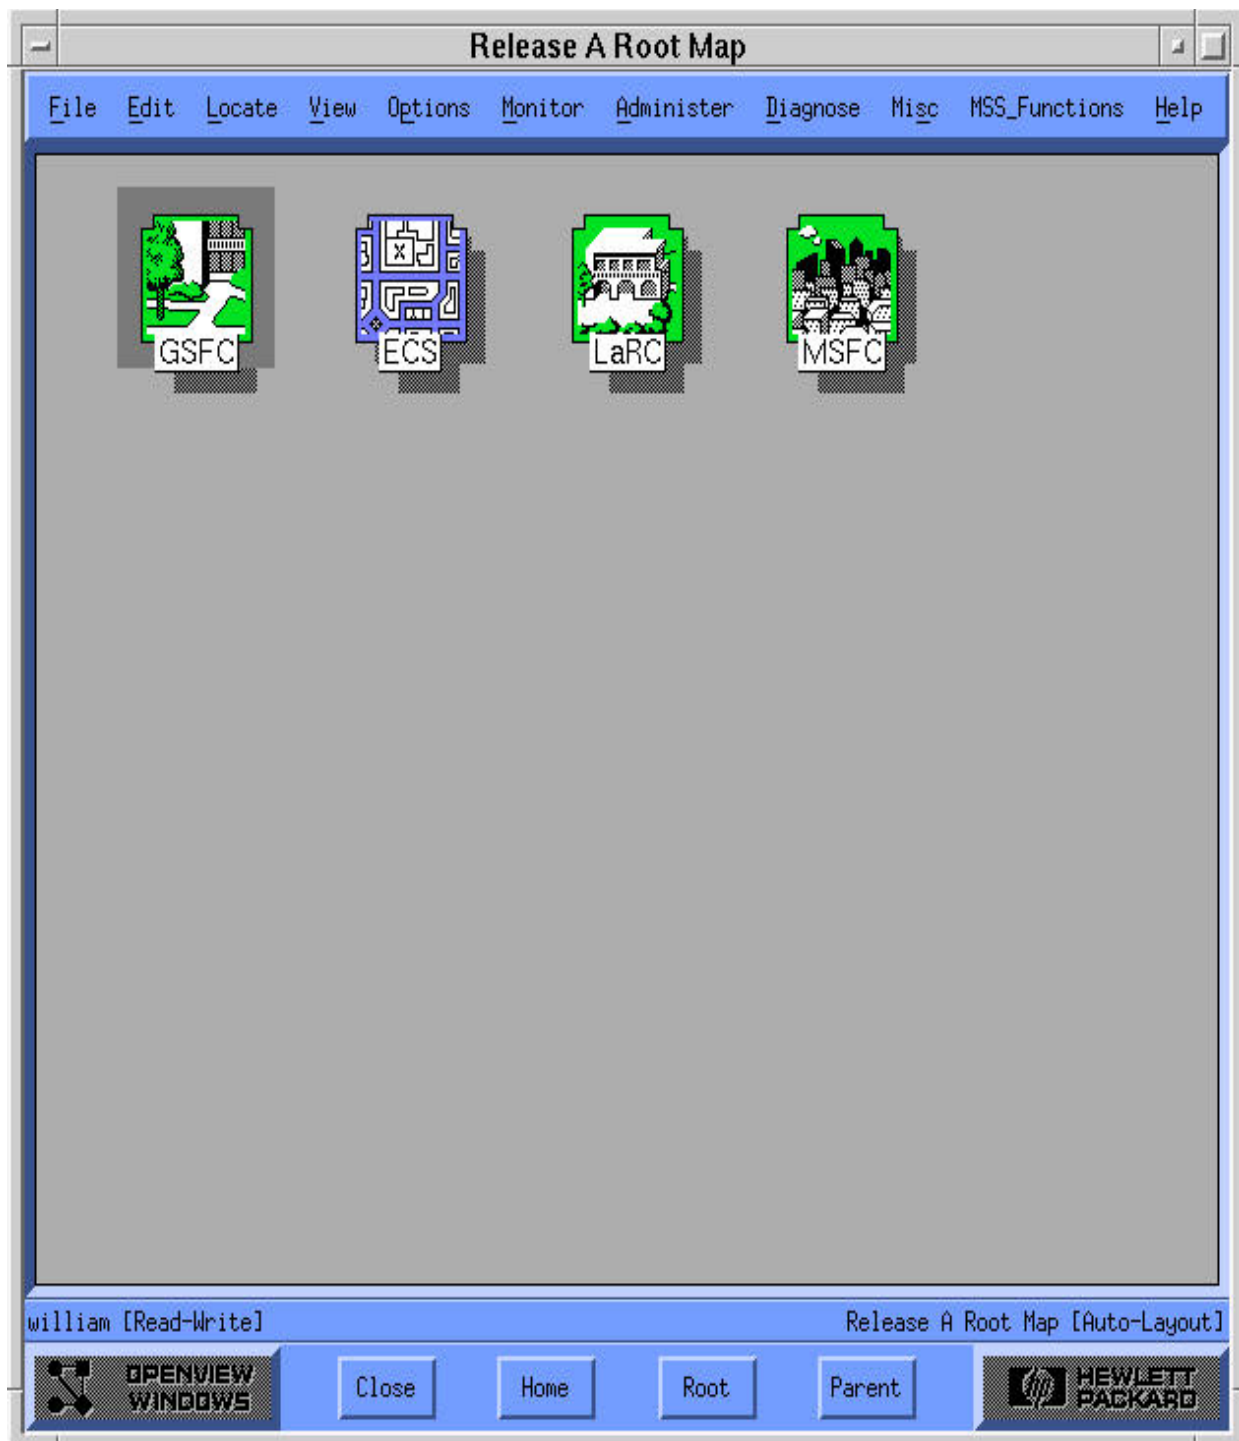 Release A Root Map
File Edit Locate View Options Monitor Administer Diagnose Misc MSS_Functions Help
GSFC ECS LaRC MSFC
william [Read-Write] Release A Root Map [Auto-Layout]
OPENVIEW WINDOWS Close Home Root Parent hp HEWLETT PACKARD